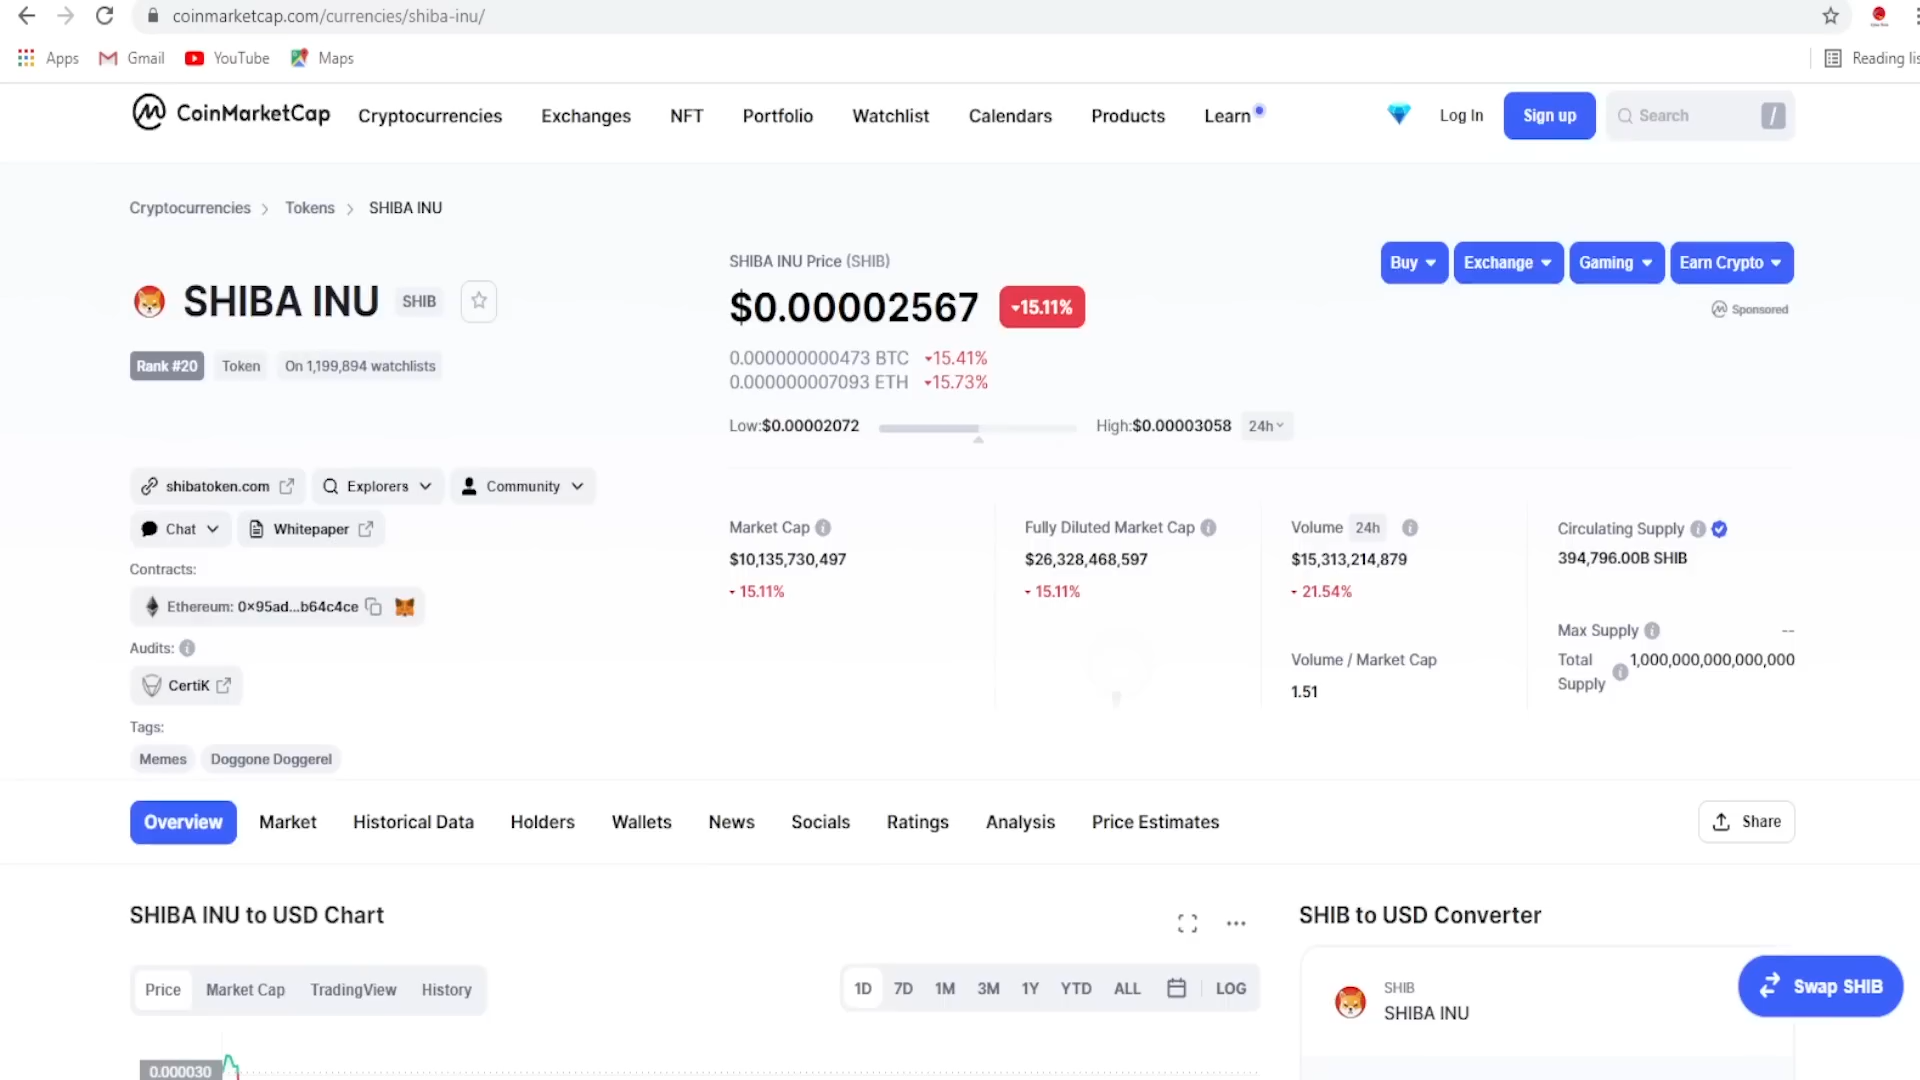 coinmarketcap.com/currencies/shiba-inu/
Apps Gmail YouTube Maps
CoinMarketCap Cryptocurrencies Exchanges NFT Portfolio Watchlist Calendars Products Learn Log In Sign up Search /
Cryptocurrencies > Tokens > SHIBA INU
SHIBA INU SHIB
Rank #20 Token On 1,199,894 watchlists
SHIBA INU Price (SHIB)
$0.00002567 15.11%
0.000000000473 BTC 15.41%
0.000000007093 ETH 15.73%
Low:$0.00002072 High:$0.00003058 24h
Buy Exchange Gaming Earn Crypto
Sponsored
shibatoken.com Explorers Community
Chat Whitepaper
Contracts:
Ethereum: 0x95ad...b64c4ce
Audits:
CertiK
Tags:
Memes Doggone Doggerel
Market Cap
$10,135,730,497
15.11%
Fully Diluted Market Cap
$26,328,468,597
15.11%
Volume 24h
$15,313,214,879
21.54%
Volume / Market Cap
1.51
Circulating Supply
394,796.00B SHIB
Max Supply --
Total Supply 1,000,000,000,000,000
Overview Market Historical Data Holders Wallets News Socials Ratings Analysis Price Estimates Share
SHIBA INU to USD Chart
Price Market Cap TradingView History
1D 7D 1M 3M 1Y YTD ALL LOG
0.000030
SHIB to USD Converter
SHIB
SHIBA INU
Swap SHIB